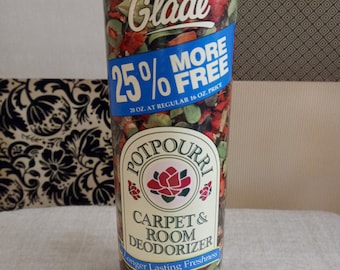 Glade
25% MORE
FREE
20 OZ. AT REGULAR 16 OZ. PRICE
POTPOURRI
CARPET &
ROOM
DEODORIZER
Longer Lasting Freshness